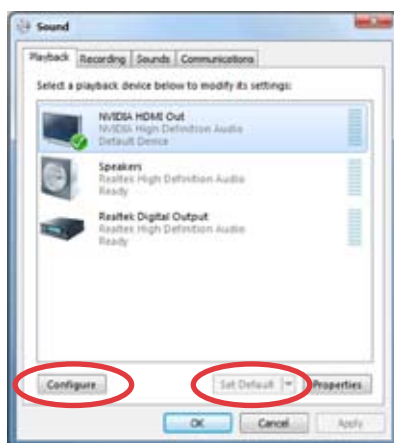 Sound
Playback Recording Sounds Communications
Select a playback device below to modify its settings:
NVIDIA HDMI Out
NVIDIA High Definition Audio
Default Device
Speakers
Realtek High Definition Audio
Ready
Realtek Digital Output
Realtek High Definition Audio
Ready
Configure Set Default Properties
OK Cancel Apply